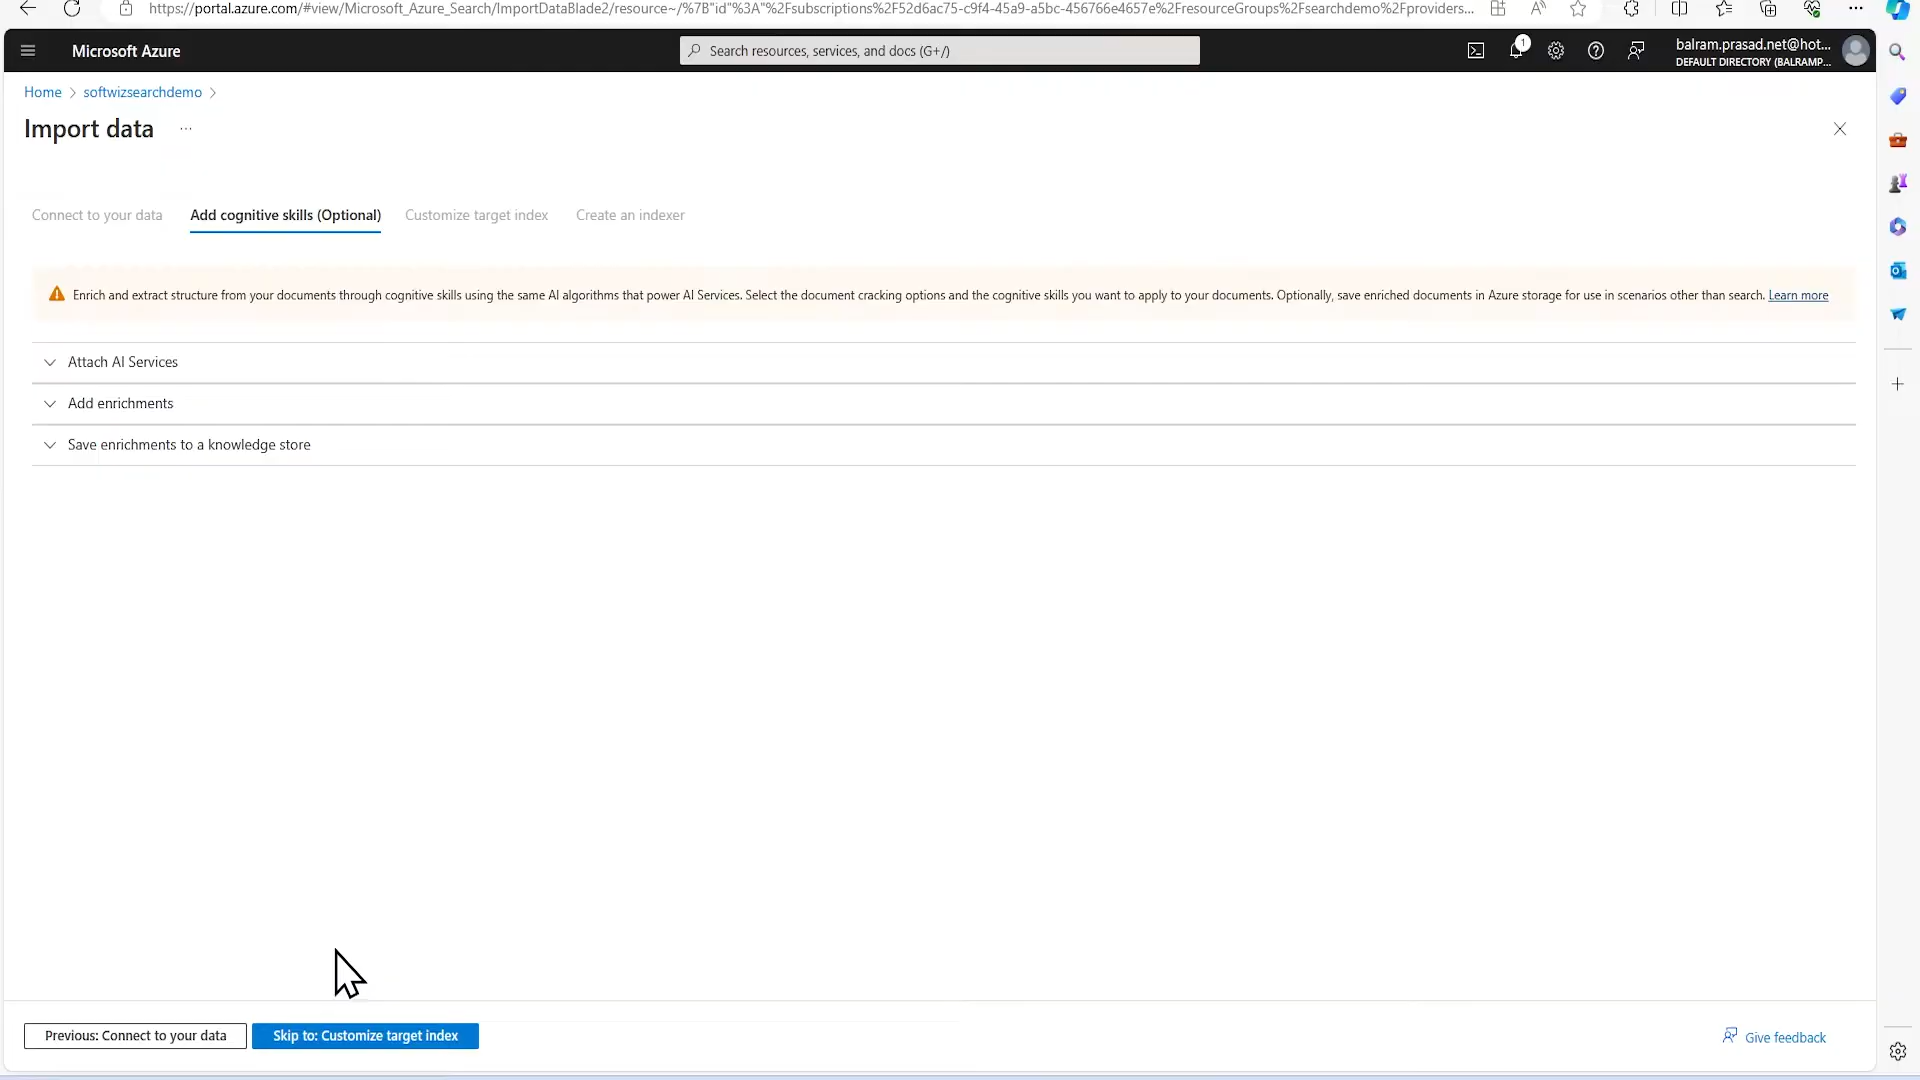 https://portal.azure.com/#view/Microsoft_Azure_Search/ImportDataBlade2/resource~/%7B"id"%3A"%2Fsubscriptions%2F52d6ac75-c9f4-45a9-a5bc-456766e4657e%2FresourceGroups%2Fsearchdemo%2Fproviders...
Microsoft Azure
Search resources, services, and docs (G+/)
1
balram.prasad.net@hot...
DEFAULT DIRECTORY (BALRAMP...
Home > softwizsearchdemo >
Import data ...
Connect to your data
Add cognitive skills (Optional)
Customize target index
Create an indexer
Enrich and extract structure from your documents through cognitive skills using the same AI algorithms that power AI Services. Select the document cracking options and the cognitive skills you want to apply to your documents. Optionally, save enriched documents in Azure storage for use in scenarios other than search. Learn more
Attach AI Services
Add enrichments
Save enrichments to a knowledge store
Previous: Connect to your data
Skip to: Customize target index
Give feedback